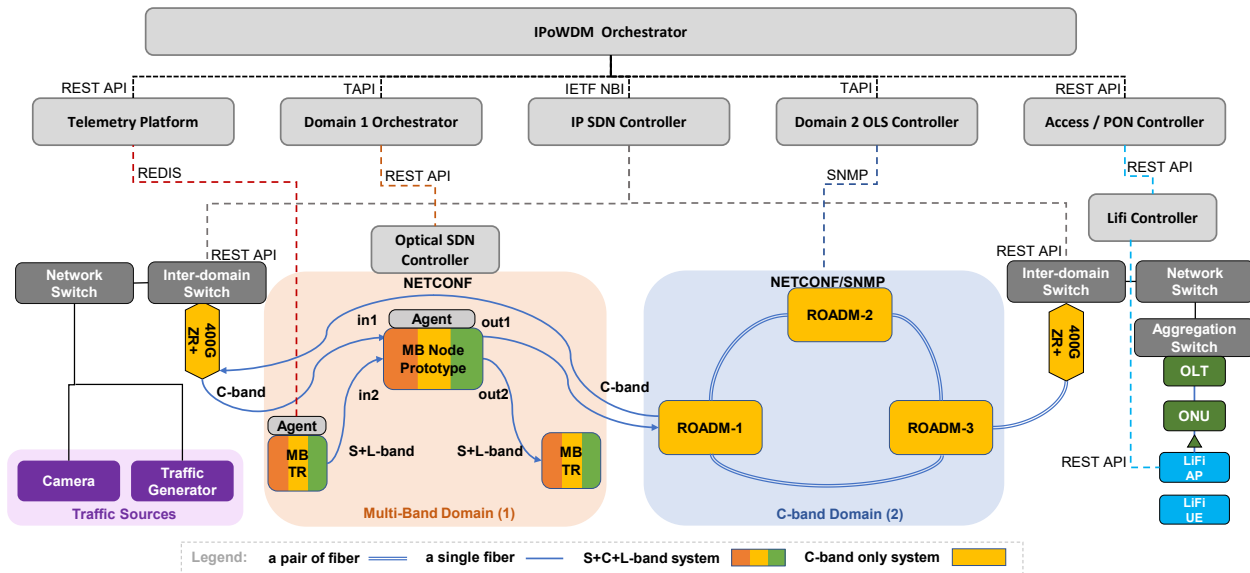 IPoWDM Orchestrator
REST API
TAPI
IETF NBI
TAPI
REST API
Telemetry Platform
Domain 1 Orchestrator
IP SDN Controller
Domain 2 OLS Controller
Access / PON Controller
REDIS
REST API
SNMP
REST API
Lifi Controller
Optical SDN
Controller
REST API
REST API
Network
Switch
Inter-domain
Switch
NETCONF
NETCONF/SNMP
Inter-domain
Switch
Network
Switch
400G
ZR+
in1
Agent
out1
MB Node
Prototype
ROADM-2
400G
ZR+
Aggregation
Switch
OLT
C-band
in2
out2
C-band
ROADM-1
ROADM-3
ONU
Agent
MB
TR
S+L-band
S+L-band
MB
TR
REST API
LiFi
AP
Camera
Traffic
Generator
LiFi
UE
Traffic Sources
Multi-Band Domain (1)
C-band Domain (2)
Legend:
a pair of fiber
a single fiber
S+C+L-band system
C-band only system